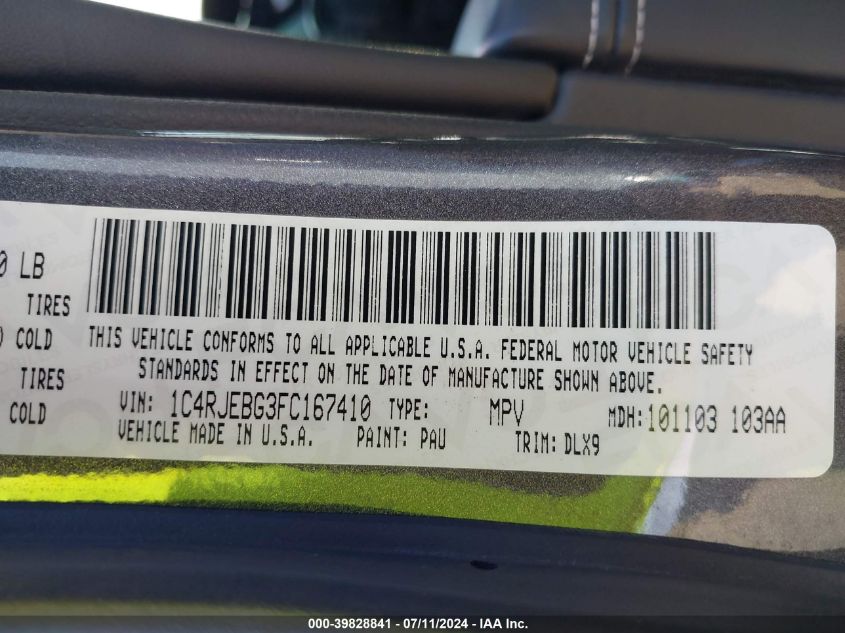 0 LB
TIRES
COLD
TIRES
COLD
THIS VEHICLE CONFORMS TO ALL APPLICABLE U.S.A. FEDERAL MOTOR VEHICLE SAFETY
STANDARDS IN EFFECT ON THE DATE OF MANUFACTURE SHOWN ABOVE.
VIN: 1C4RJEBG3FC167410 TYPE: MPV MDH:101103 103AA
VEHICLE MADE IN U.S.A. PAINT: PAU TRIM: DLX9
000-39828841 / 07/11/2024 - IAA Inc.